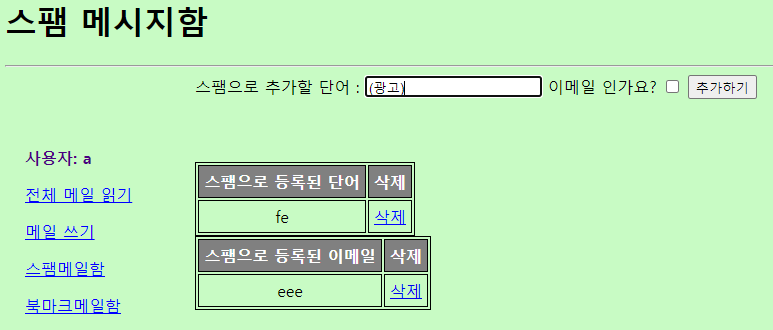 스팸 메시지함
스팸으로 추가할 단어 : (광고) 이메일 인가요? 추가하기
사용자: a
전체 메일 읽기
메일 쓰기
스팸메일함
북마크메일함
스팸으로 등록된 단어 삭제
fe 삭제
스팸으로 등록된 이메일 삭제
eee 삭제